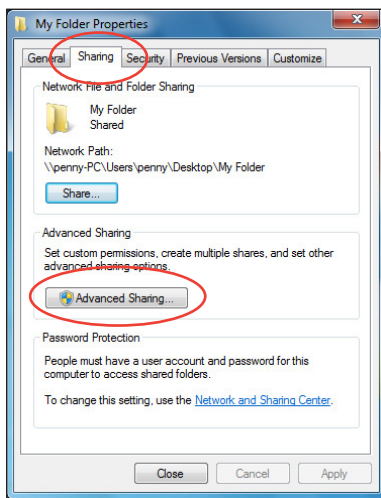 My Folder Properties
General Sharing Security Previous Versions Customize
Network File and Folder Sharing
My Folder
Shared
Network Path:
\\penny-PC\Users\penny\Desktop\My Folder
Share...
Advanced Sharing
Set custom permissions, create multiple shares, and set other
advanced sharing options.
Advanced Sharing...
Password Protection
People must have a user account and password for this
computer to access shared folders.
To change this setting, use the Network and Sharing Center.
Close Cancel Apply